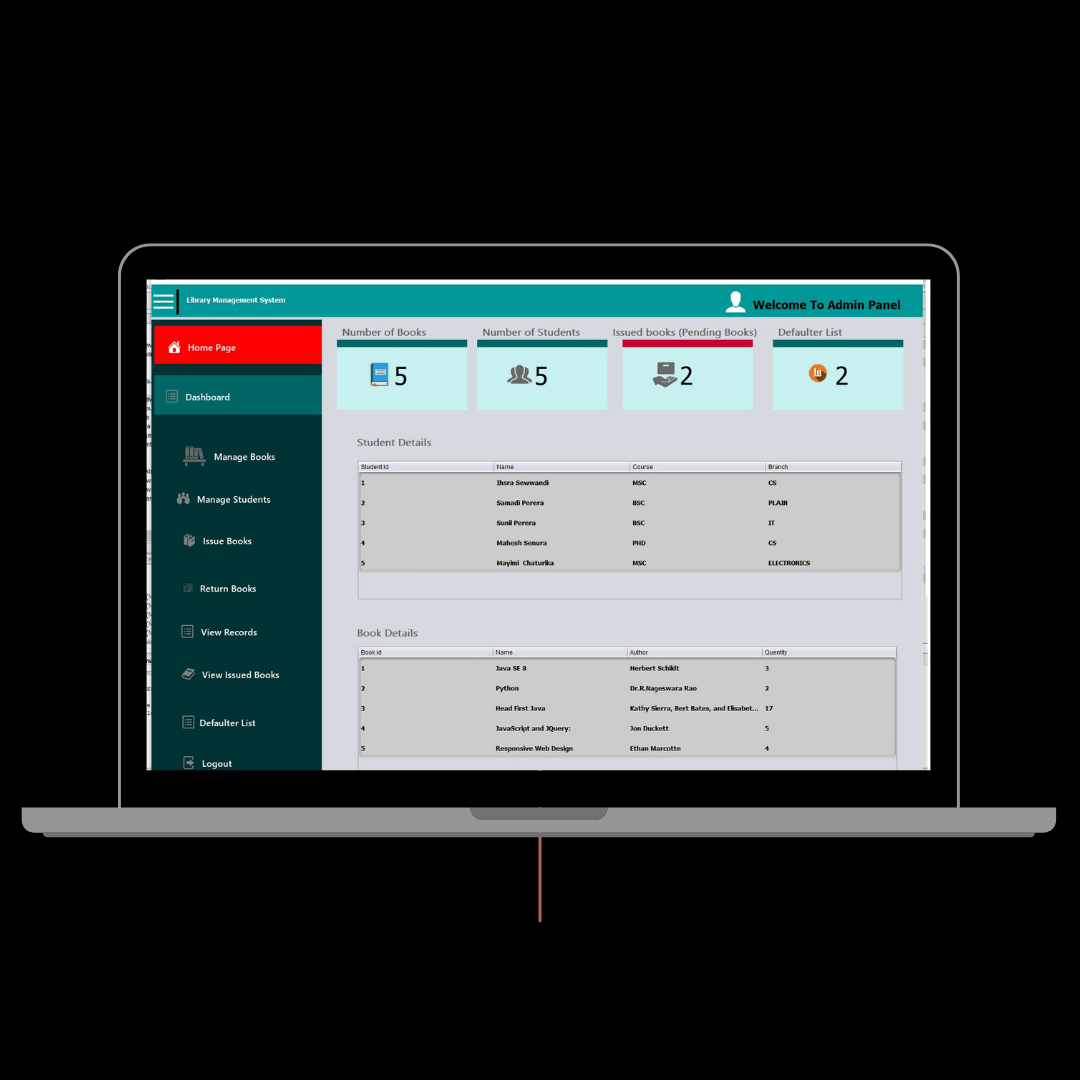 Library Management System
Welcome To Admin Panel
Home Page
Dashboard
Manage Books
Manage Students
Issue Books
Return Books
View Records
View Issued Books
Defaulter List
Logout
Number of Books
5
Number of Students
5
Issued books (Pending Books)
2
Defaulter List
2
Student Details
Student Id Name Course Branch
1 Ihsra Sewwandi MSC CS
2 Samadi Perera BSC PLAIN
3 Sunil Perera BSC IT
4 Mahesh Senura PHD CS
5 Mayimi Chaturika MSC ELECTRONICS
Book Details
Book id Name Author Quentity
1 Java SE 8 Herbert Schildt 3
2 Python Dr.R.Nageswara Rao 2
3 Head First Java Kathy Sierra, Bert Bates, and Elisabet... 17
4 JavaScript and JQuery: Jon Duckett 5
5 Responsive Web Design Ethan Marcotte 4